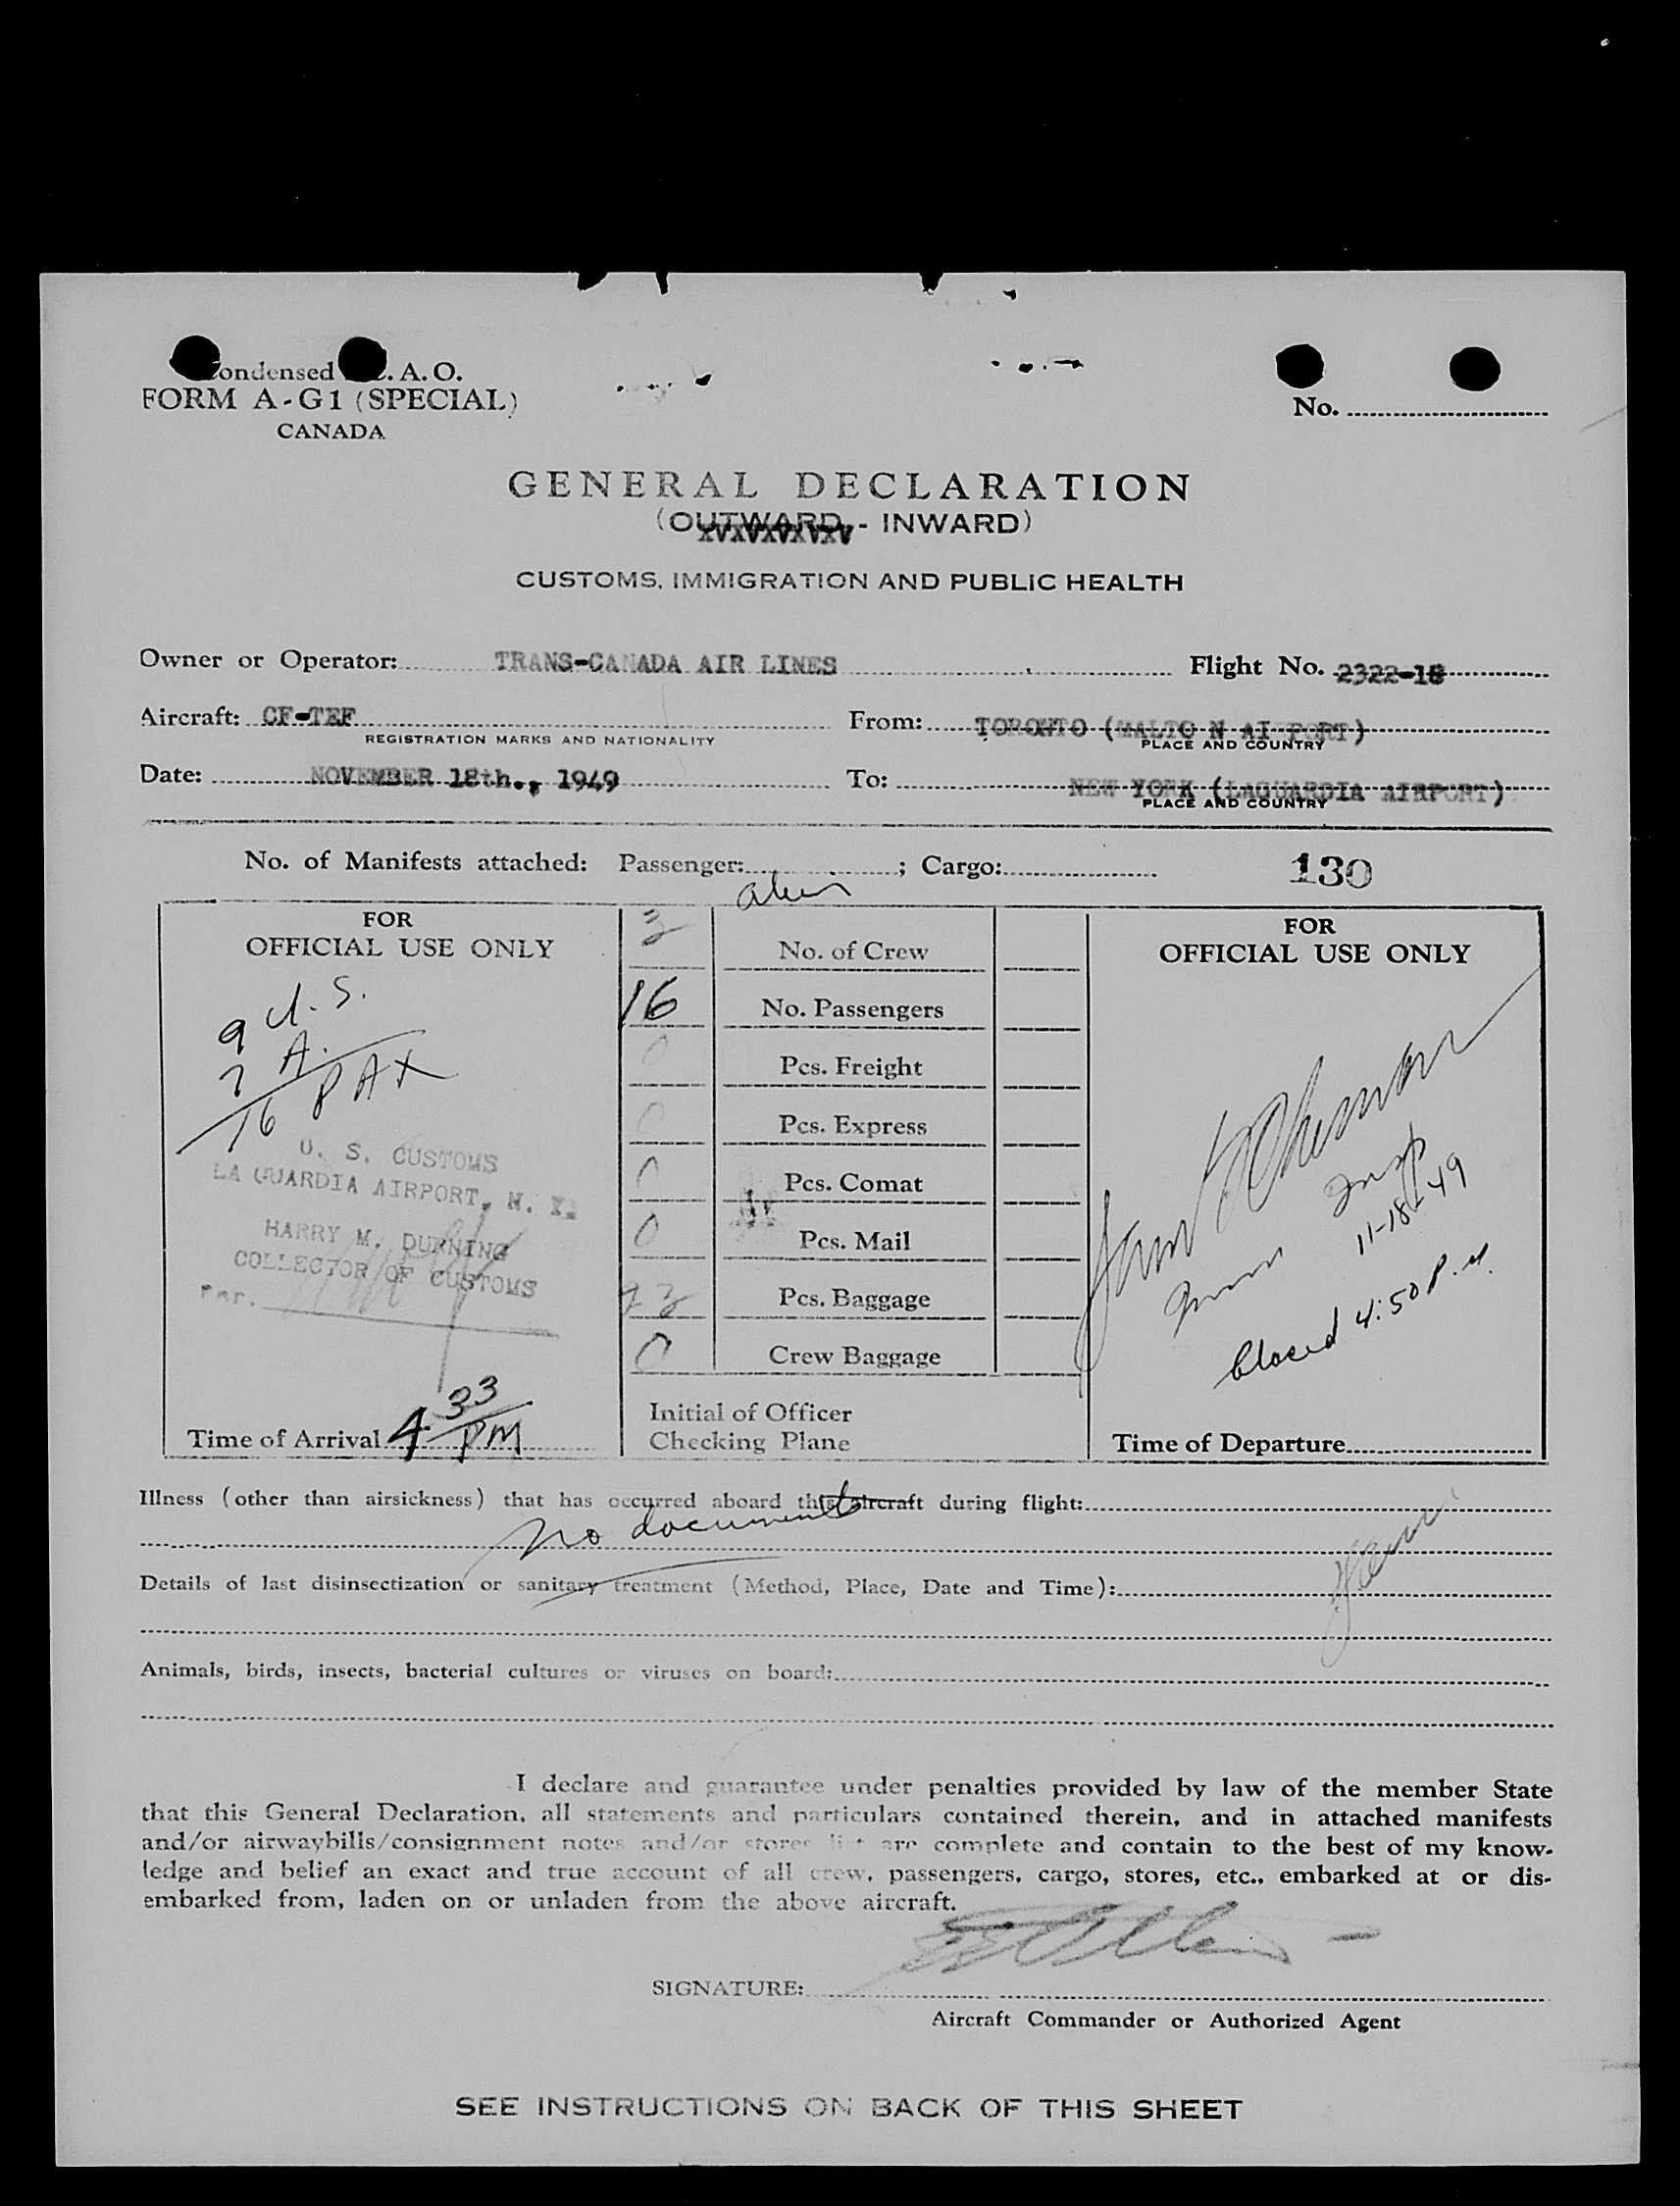 ondensed . A. O.
FORM A-G1 (SPECIAL)
CANADA
No.
GENERAL DECLARATION
(OUTWARD - INWARD)
CUSTOMS, IMMIGRATION AND PUBLIC HEALTH
Owner or Operator: TRANS-CANADA AIR LINES Flight No. 2322-18
Aircraft: CF-TEF From: TORONTO (MALTO N AI PORT)
REGISTRATION MARKS AND NATIONALITY PLACE AND COUNTRY
Date: NOVEMBER 18th., 1949 To: NEW YORK (LAGUARDIA AIRPORT)
PLACE AND COUNTRY
No. of Manifests attached: Passenger: ; Cargo: 130
FOR
OFFICIAL USE ONLY
9 U.S.
7 A.
16 PAX
U. S. CUSTOMS
LA GUARDIA AIRPORT, N. Y.
HARRY M. DURNING
COLLECTOR OF CUSTOMS
Per.
Time of Arrival 4 33 PM
3 No. of Crew
16 No. Passengers
0 Pcs. Freight
0 Pcs. Express
0 Pcs. Comat
0 Pcs. Mail
23 Pcs. Baggage
0 Crew Baggage
Initial of Officer
Checking Plane
FOR
OFFICIAL USE ONLY
Insp
11-18-49
Closed 4:50 P.M.
Time of Departure
Illness (other than airsickness) that has occurred aboard this aircraft during flight:
No document
Details of last disinsectization or sanitary treatment (Method, Place, Date and Time):
Animals, birds, insects, bacterial cultures or viruses on board:
I declare and guarantee under penalties provided by law of the member State
that this General Declaration, all statements and particulars contained therein, and in attached manifests
and/or airwaybills/consignment notes and/or stores list are complete and contain to the best of my know-
ledge and belief an exact and true account of all crew, passengers, cargo, stores, etc., embarked at or dis-
embarked from, laden on or unladen from the above aircraft.
SIGNATURE:
Aircraft Commander or Authorized Agent
SEE INSTRUCTIONS ON BACK OF THIS SHEET